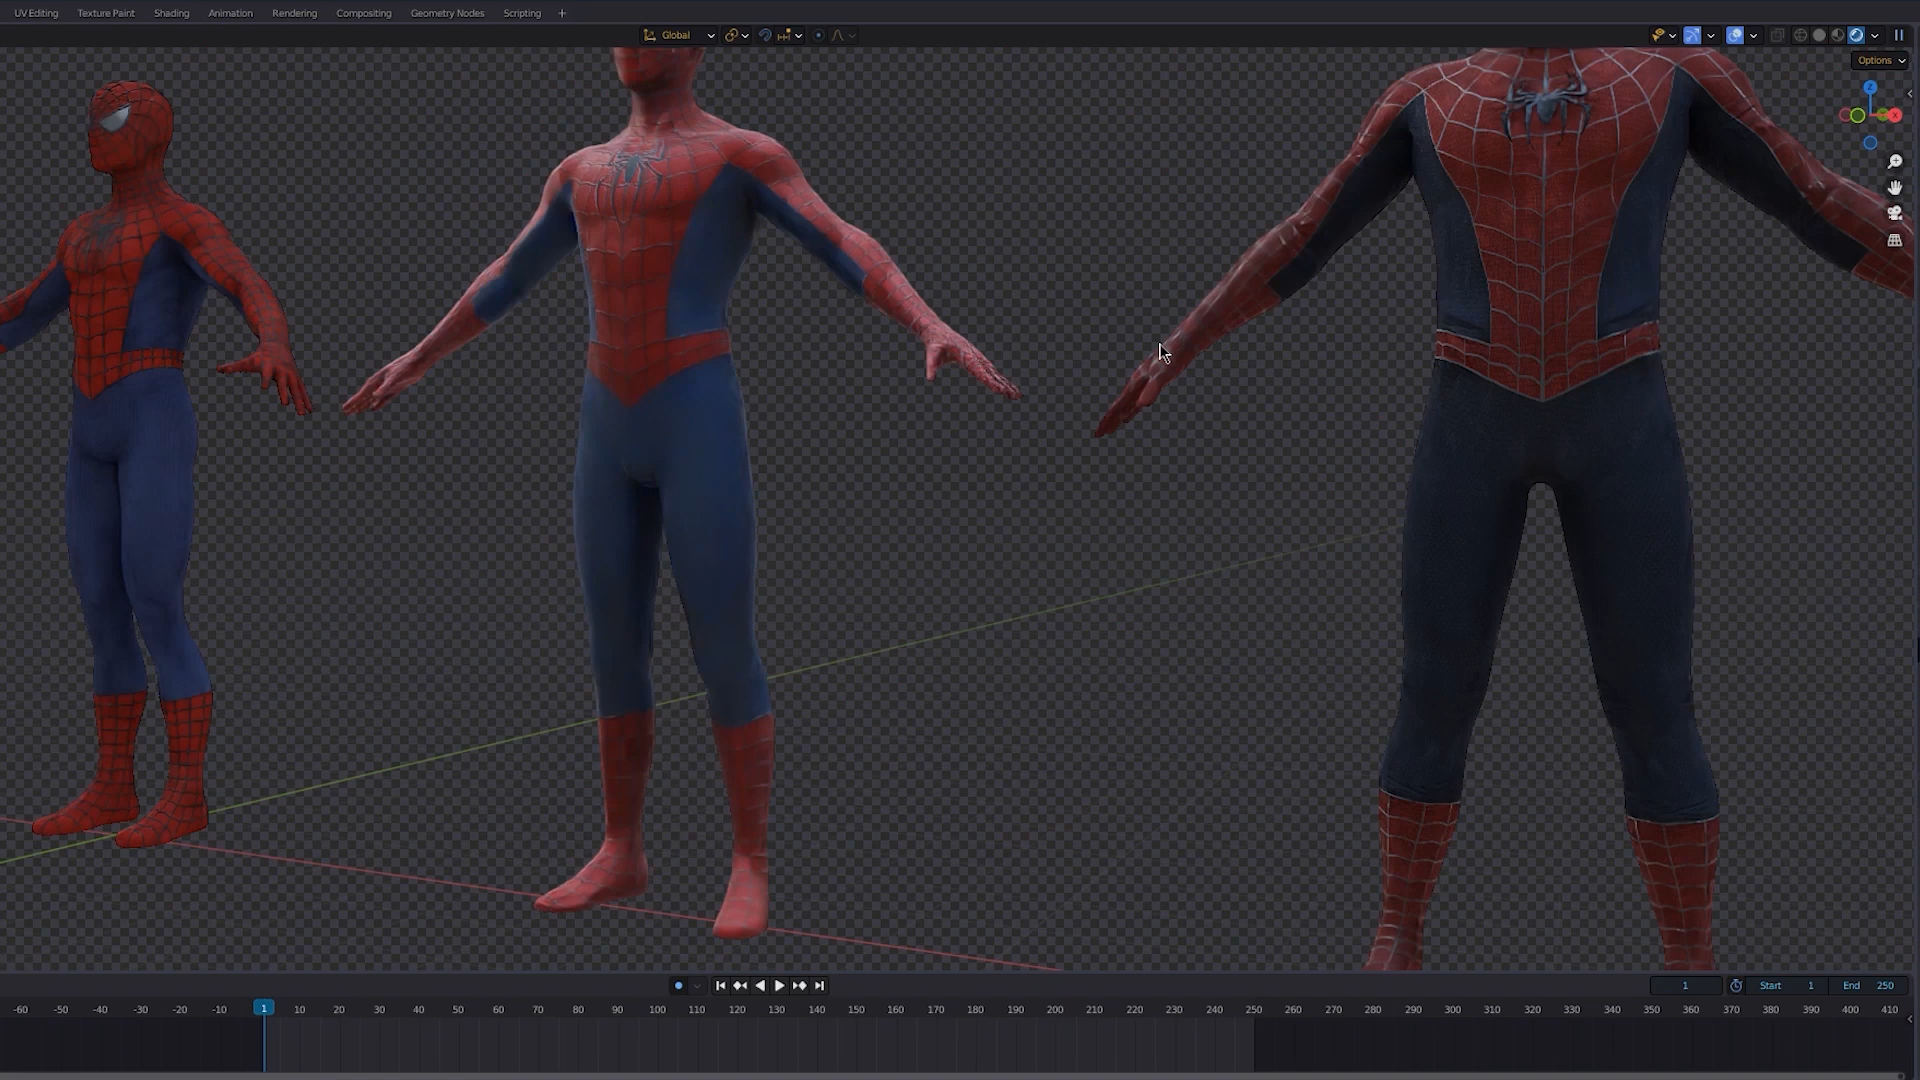 UV Editing Texture Paint Shading Animation Rendering Compositing Geometry Nodes Scripting +
Global
Options
Z
X
1 Start 1 End 250
-60 -50 -40 -30 -20 -10 1 10 20 30 40 50 60 70 80 90 100 110 120 130 140 150 160 170 180 190 200 210 220 230 240 250 260 270 280 290 300 310 320 330 340 350 360 370 380 390 400 410